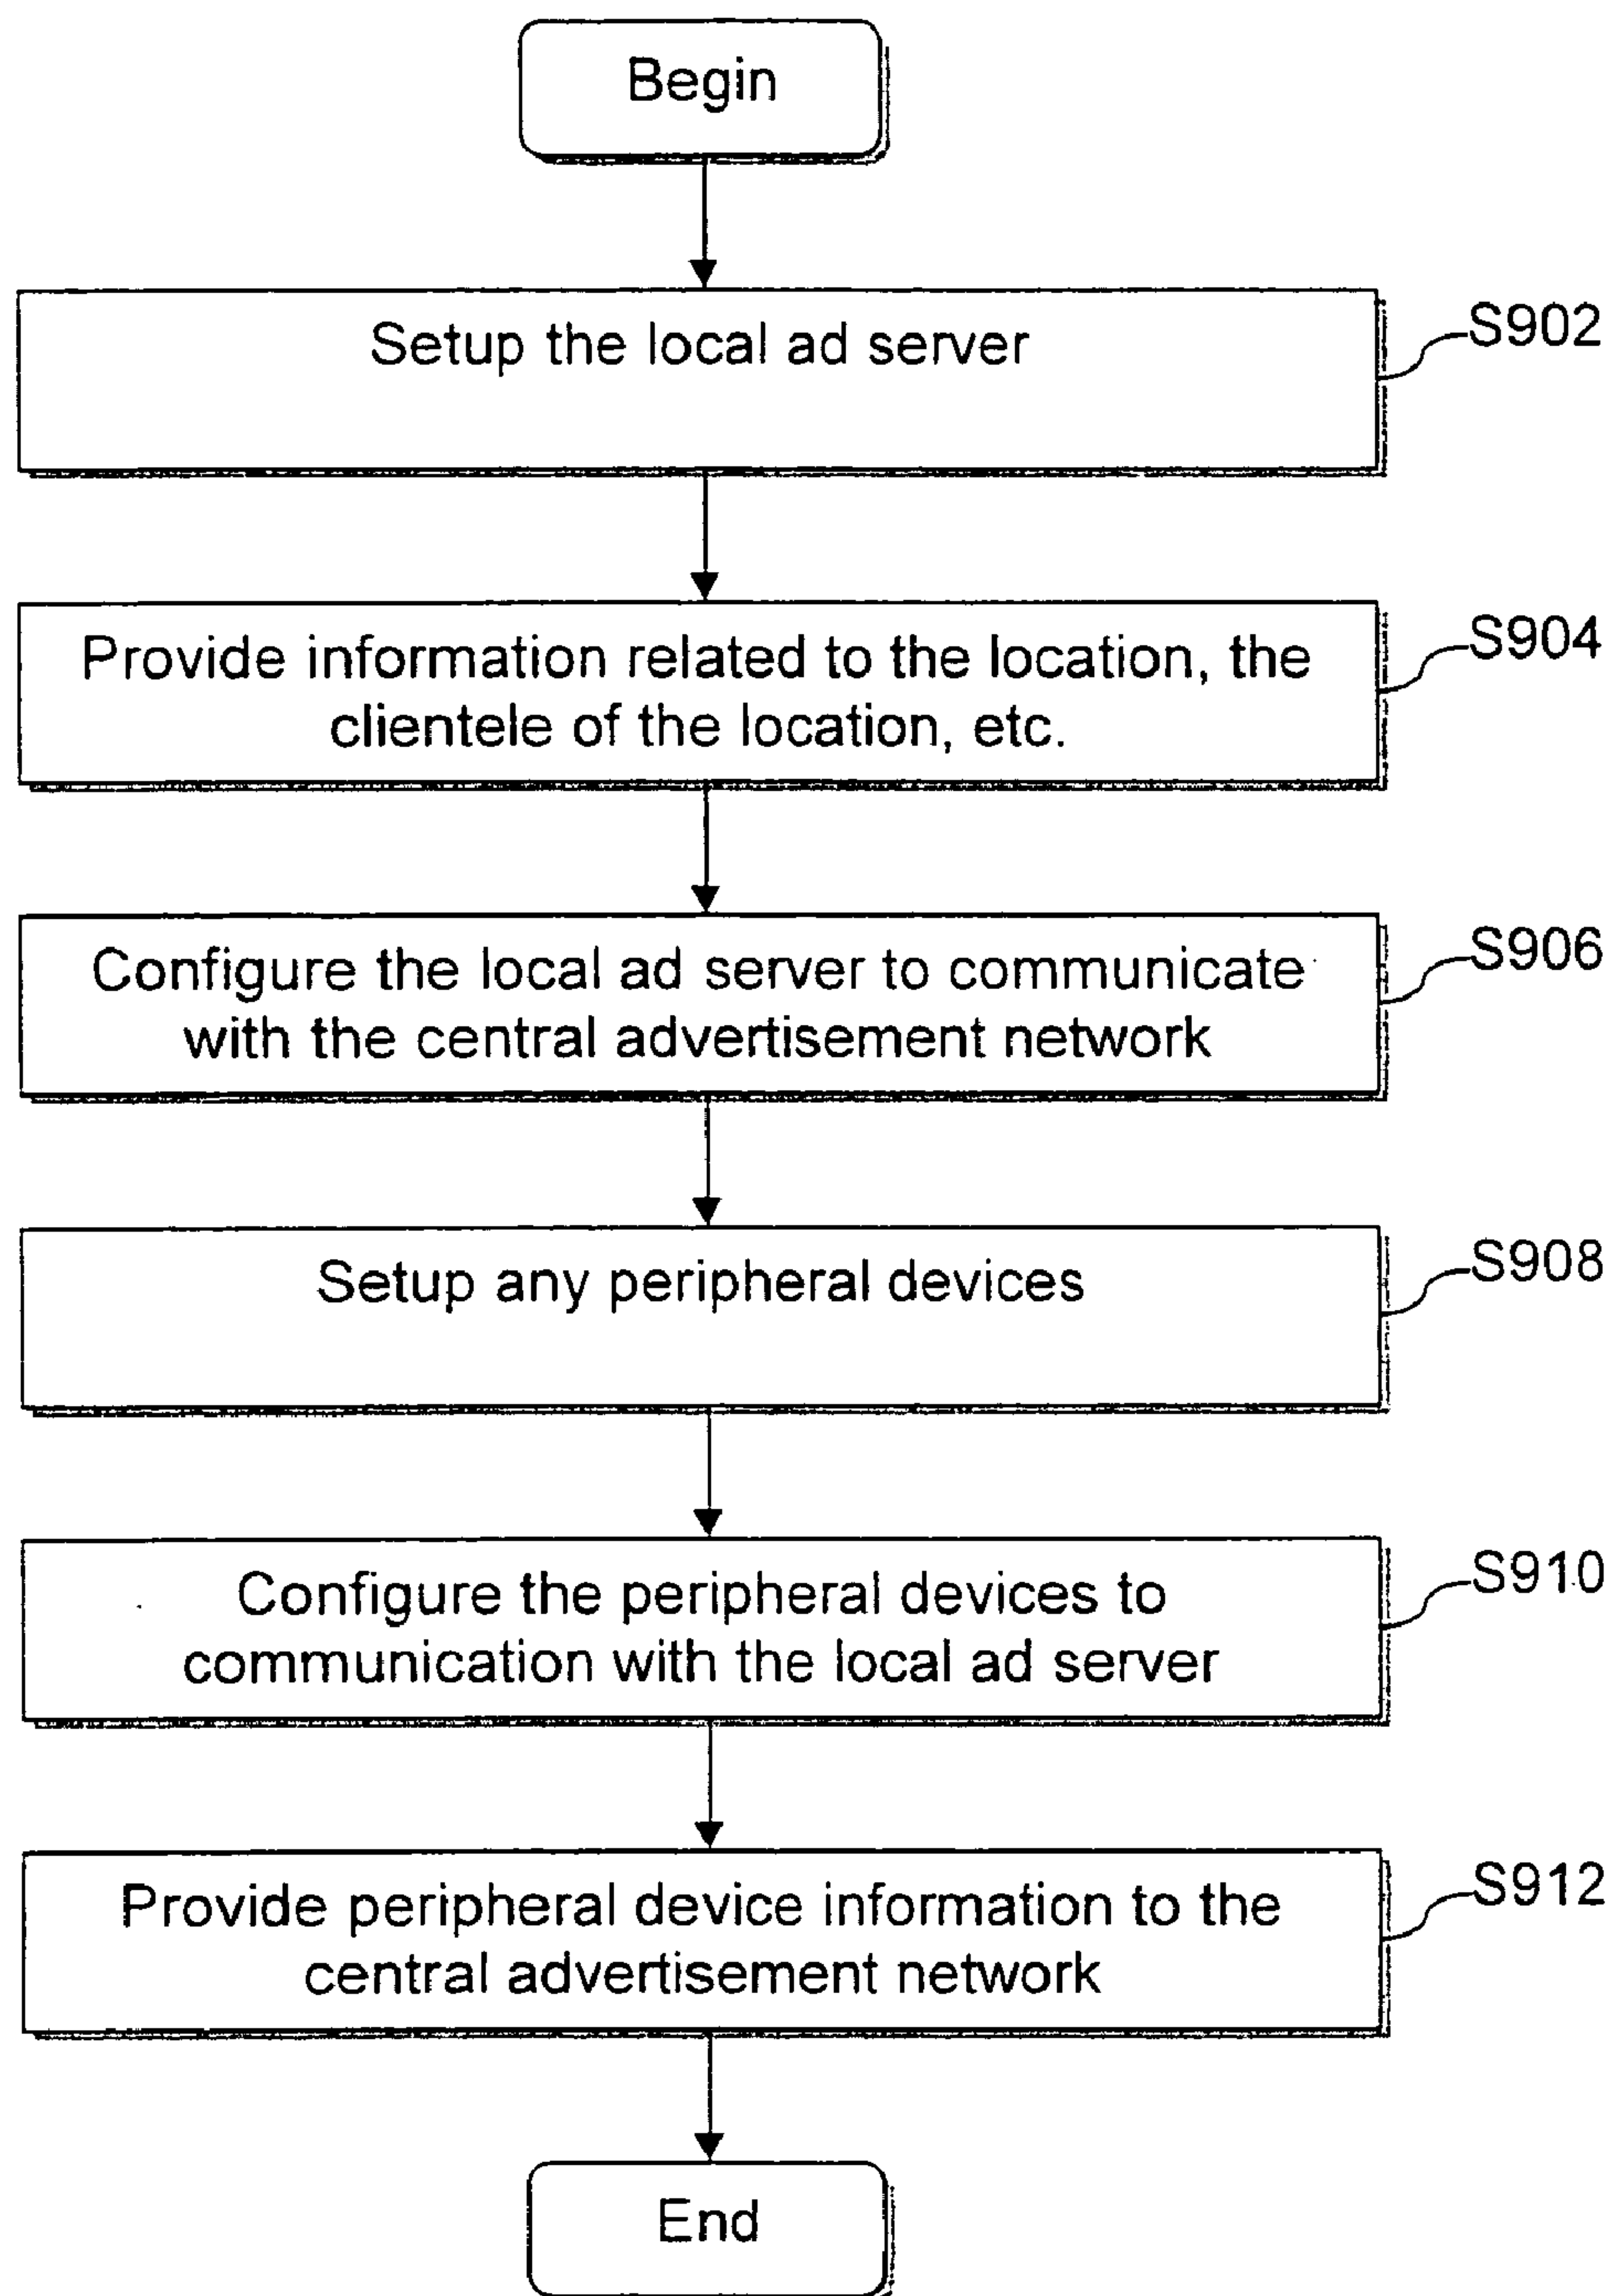 Begin
Setup the local ad server
S902
Provide information related to the location, the
clientele of the location, etc.
S904
Configure the local ad server to communicate
with the central advertisement network
S906
Setup any peripheral devices
S908
Configure the peripheral devices to
communication with the local ad server
S910
Provide peripheral device information to the
central advertisement network
S912
End